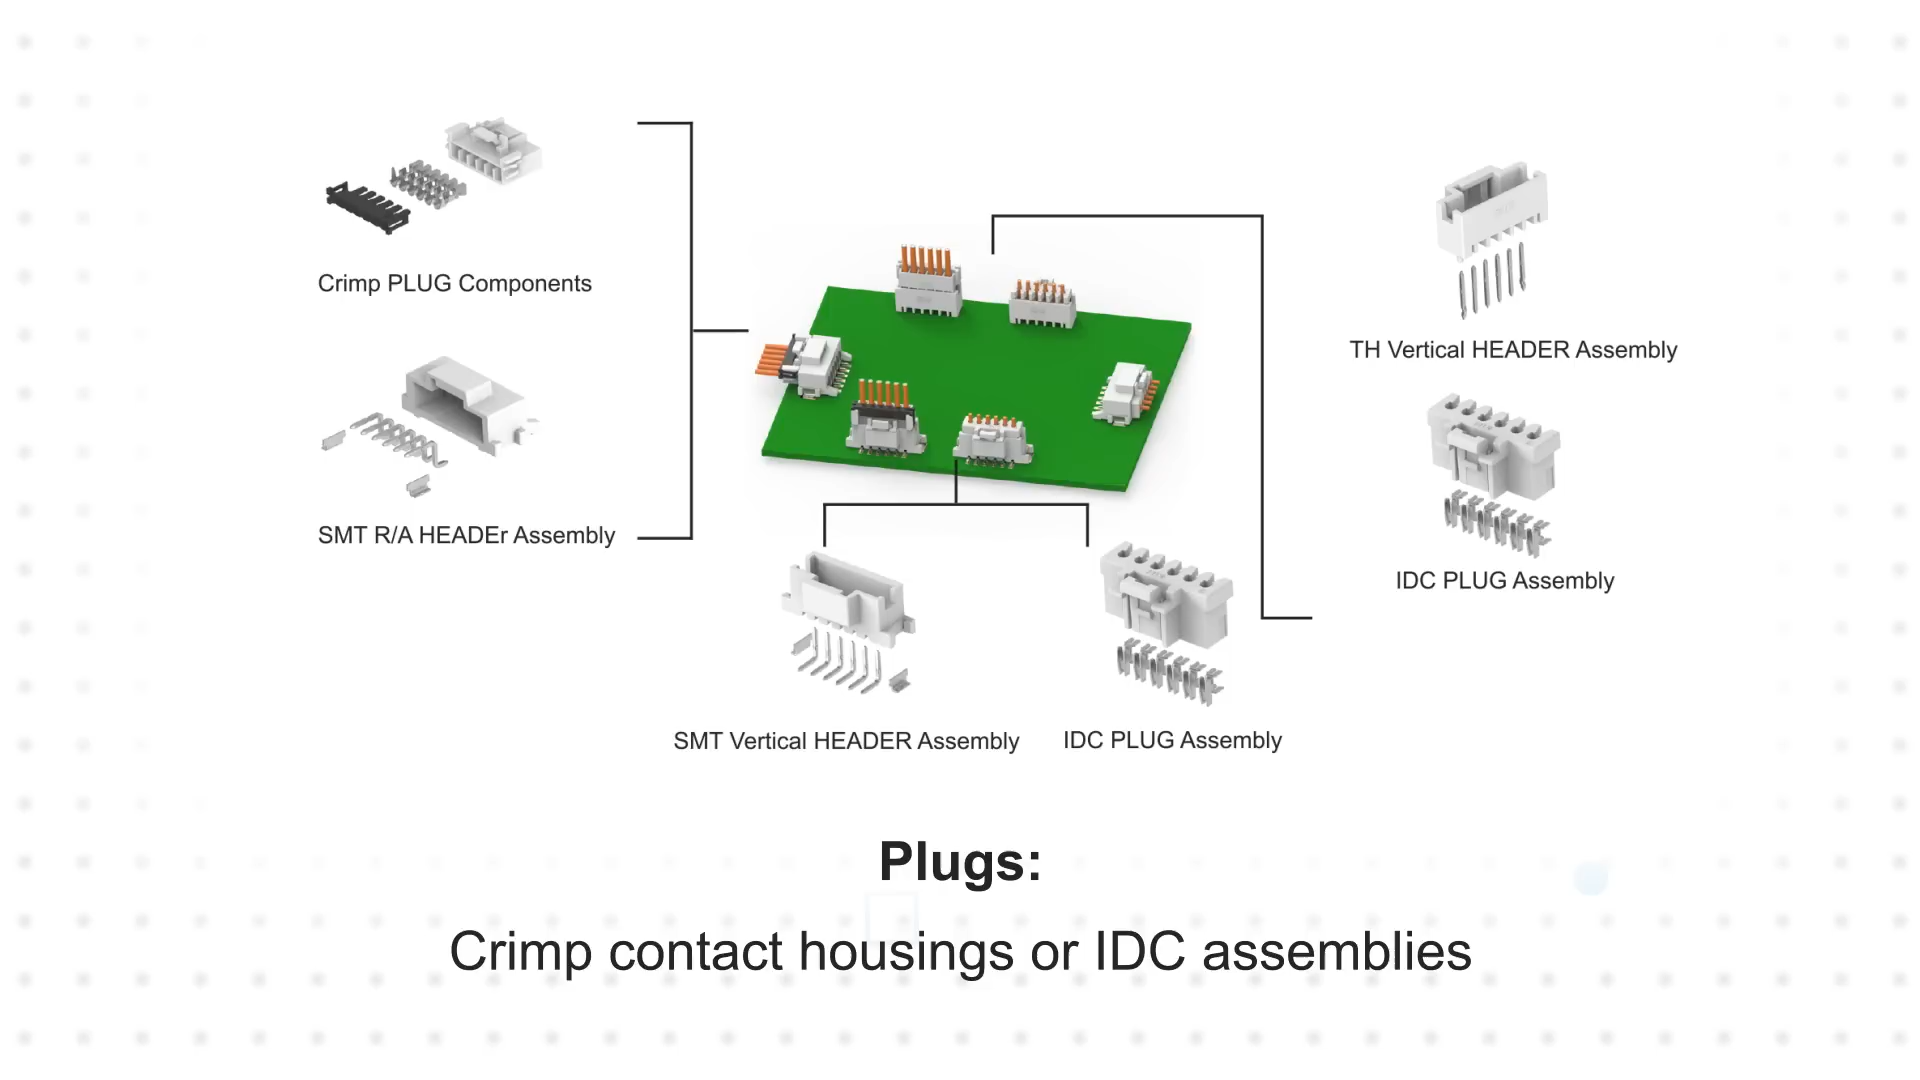 Crimp PLUG Components
SMT R/A HEADEr Assembly
TH Vertical HEADER Assembly
IDC PLUG Assembly
SMT Vertical HEADER Assembly
IDC PLUG Assembly
Plugs:
Crimp contact housings or IDC assemblies